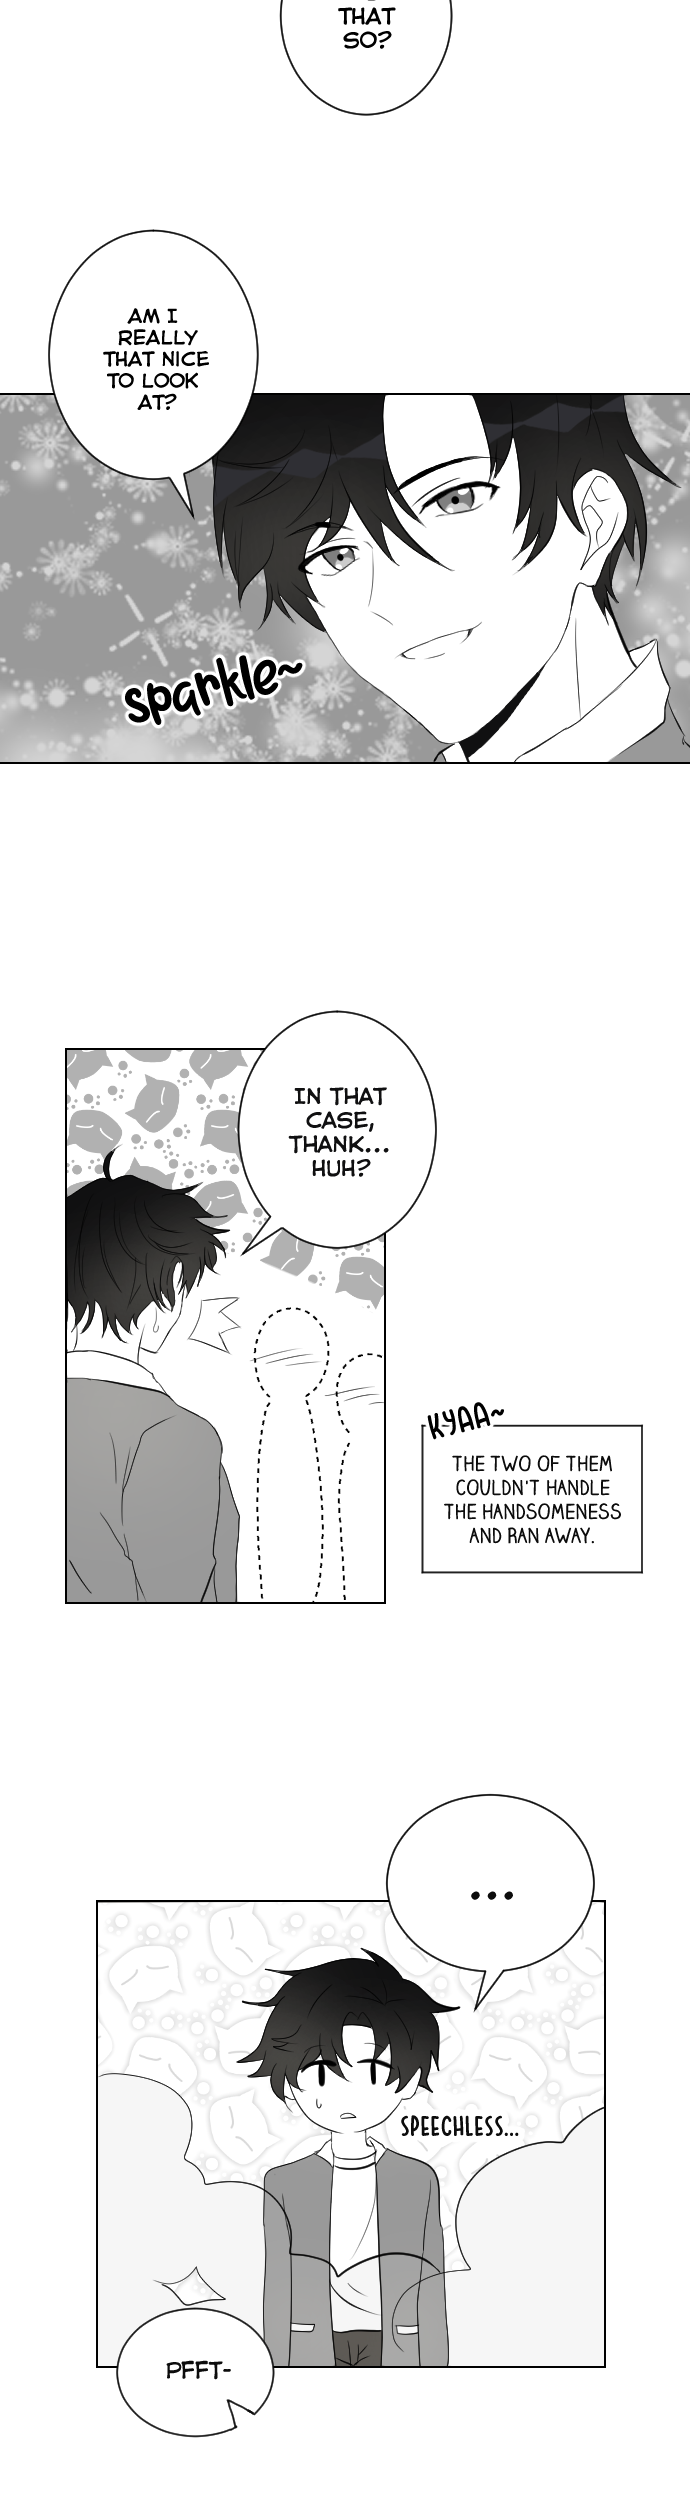 THAT
SO?
AM I
REALLY
THAT NICE
TO LOOK
AT?
sparkle~
IN THAT
CASE,
THANK...
HUH?
KYAA~
THE TWO OF THEM
COULDN'T HANDLE
THE HANDSOMENESS
AND RAN AWAY.
...
SPEECHLESS...
PFFT-